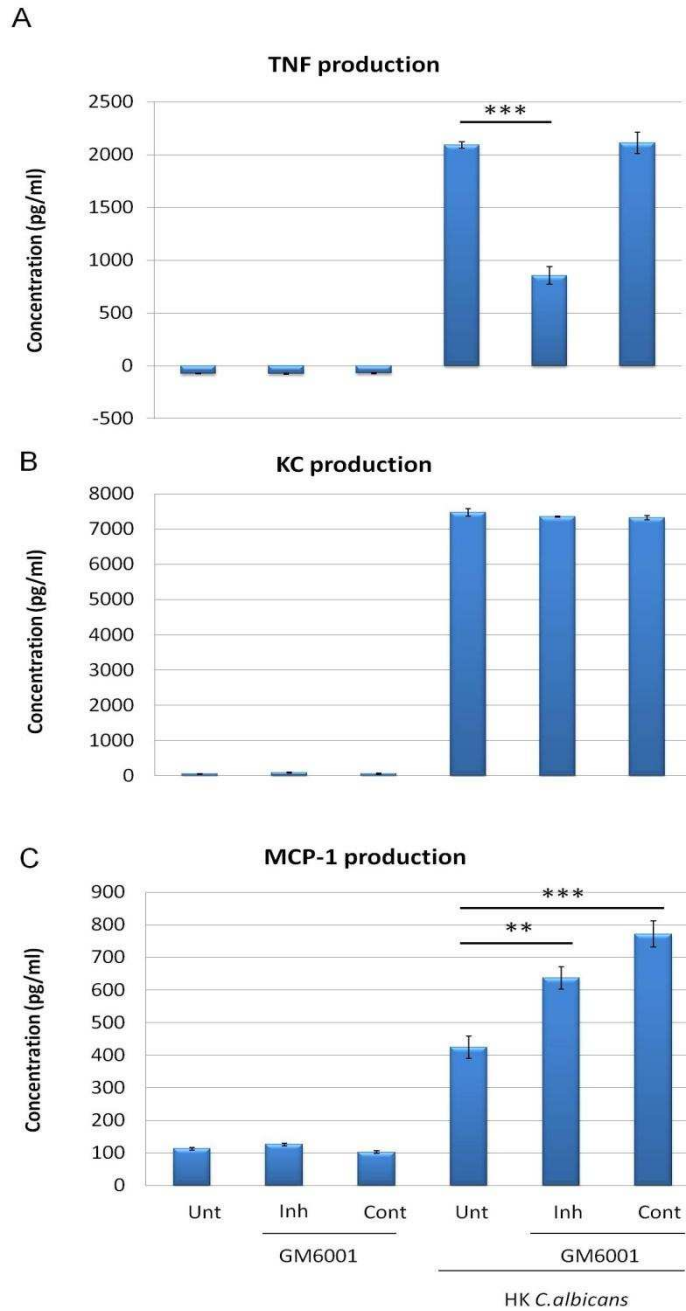 A
TNF production
Concentration (pg/ml)
2500
2000
1500
1000
500
0
-500
***
B
KC production
Concentration (pg/ml)
8000
7000
6000
5000
4000
3000
2000
1000
0
C
MCP-1 production
Concentration (pg/ml)
900
800
700
600
500
400
300
200
100
0
***
**
Unt Inh Cont Unt Inh Cont
GM6001 GM6001
HK C.albicans